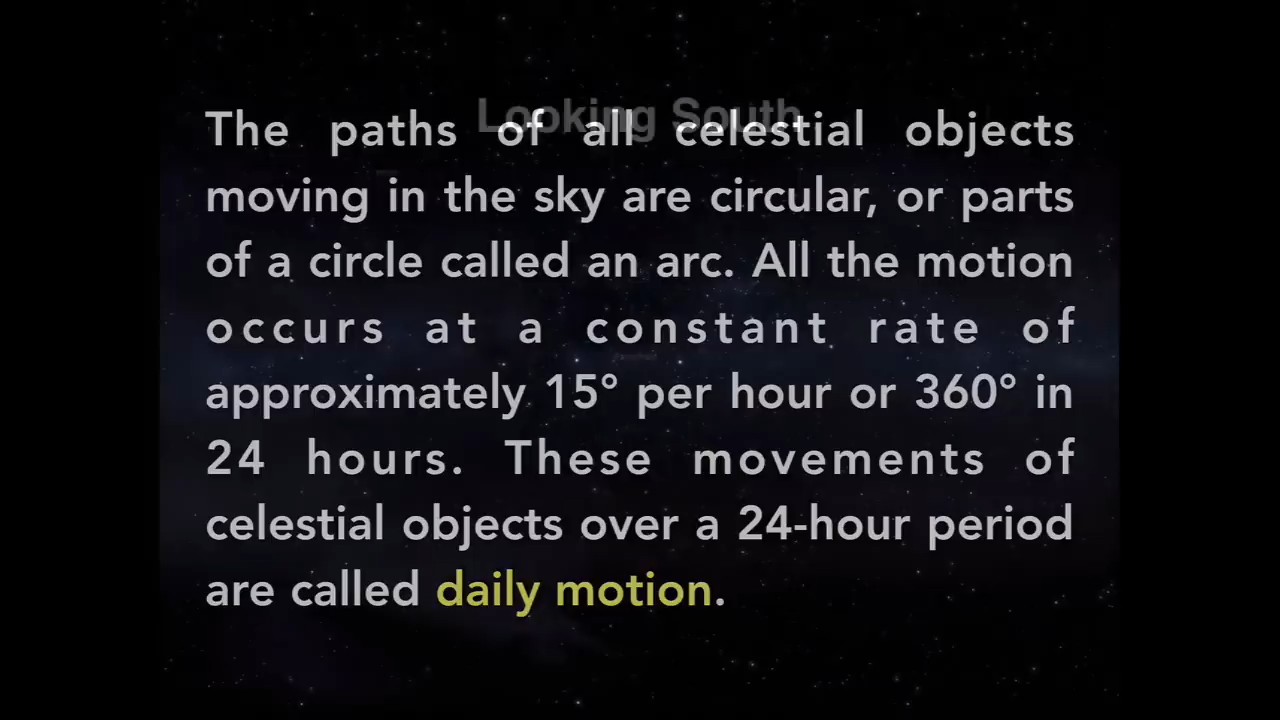 Looking South
The paths of all celestial objects
moving in the sky are circular, or parts
of a circle called an arc. All the motion
occurs at a constant rate of
approximately 15° per hour or 360° in
24 hours. These movements of
celestial objects over a 24-hour period
are called daily motion.